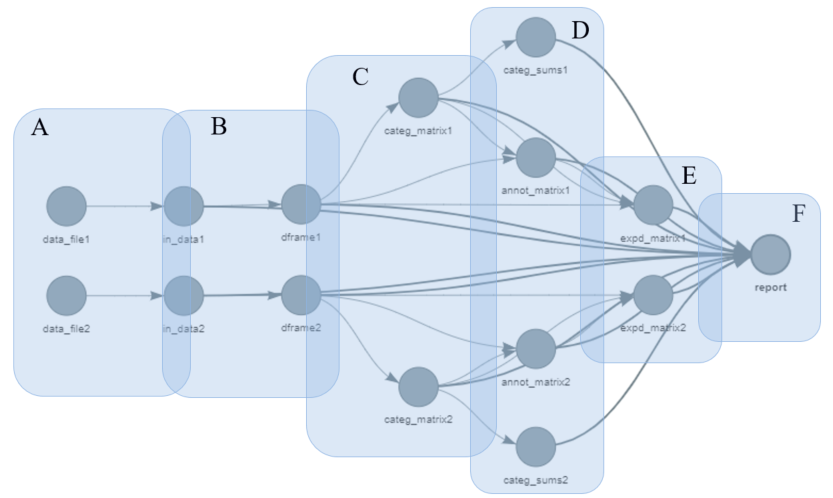 A
B
C
D
E
F
data_file1
in_data1
dframe1
categ_matrix1
categ_sums1
annot_matrix1
expd_matrix1
report
data_file2
in_data2
dframe2
expd_matrix2
annot_matrix2
categ_matrix2
categ_sums2